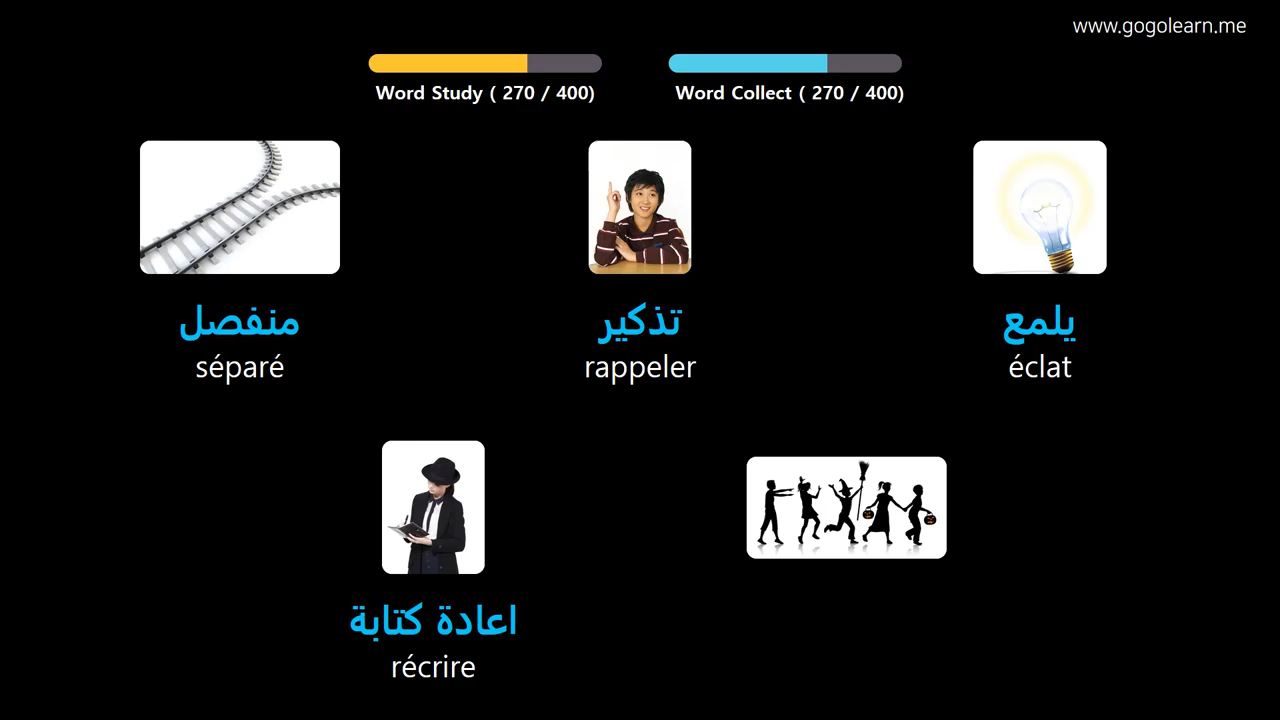 www.gogolearn.me
Word Study ( 270 / 400)
Word Collect ( 270 / 400)
منفصل
séparé
تذكير
rappeler
يلمع
éclat
اعادة كتابة
récrire